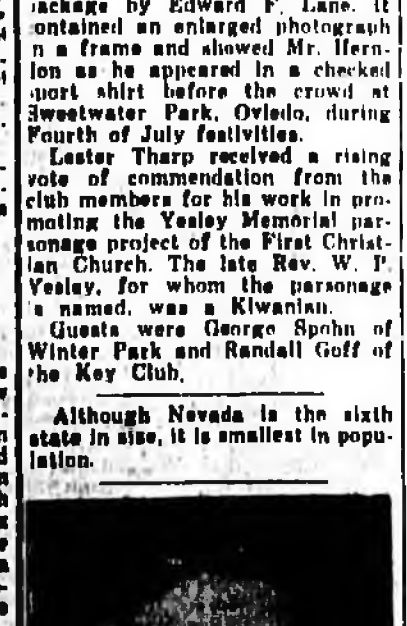 package by Edward F. Lane. It
contained an enlarged photograph
in a frame and showed Mr. Hern-
don as he appeared in a checked
sport shirt before the crowd at
Sweetwater Park, Oviedo, during
Fourth of July festivities.
Lester Tharp received a rising
vote of commendation from the
club members for his work in pro-
moting the Yesley Memorial par-
sonage project of the First Christ-
ian Church. The late Rev. W. P.
Yesley, for whom the parsonage
is named, was a Kiwanian.
Guests were George Spohn of
Winter Park and Randall Goff of
the Key Club.
Although Nevada is the sixth
state in size, it is smallest in popu-
lation.